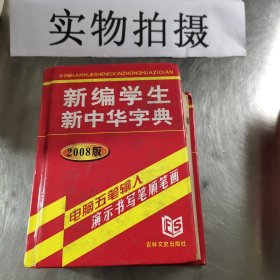 实物拍摄
XINBIANXUESHENGXINZHONGHUAZIDIAN
新编学生
新中华字典
2008版
电脑五笔输入
演示书写笔顺笔画
吉林文史出版社